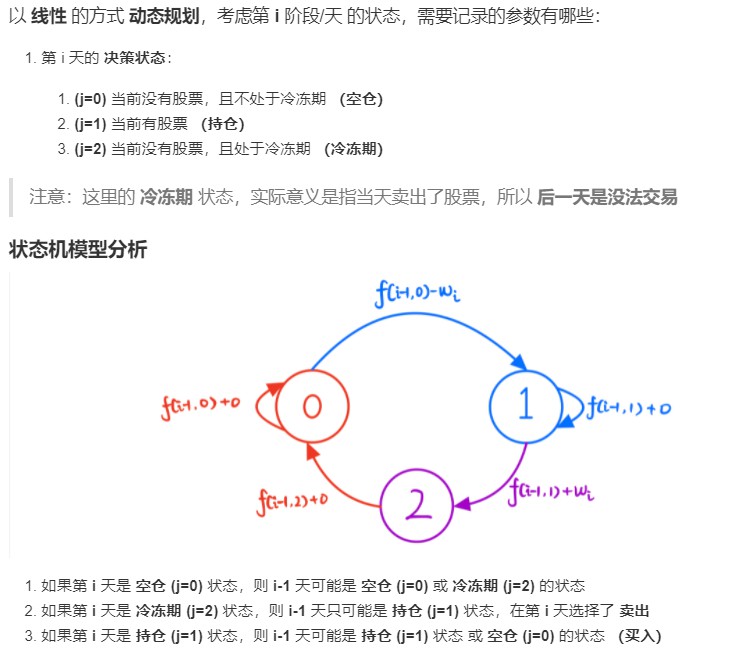 以 线性 的方式 动态规划，考虑第 i 阶段/天 的状态，需要记录的参数有哪些：
1. 第 i 天的 决策状态：
1. (j=0) 当前没有股票，且不处于冷冻期 （空仓）
2. (j=1) 当前有股票 （持仓）
3. (j=2) 当前没有股票，且处于冷冻期 （冷冻期）
注意：这里的 冷冻期 状态，实际意义是指当天卖出了股票，所以 后一天是没法交易
状态机模型分析
f(i-1,0)-wi
f(i-1,0)+0
0
1
f(i-1,1)+0
f(i-1,2)+0
2
f(i-1,1)+wi
1. 如果第 i 天是 空仓 (j=0) 状态，则 i-1 天可能是 空仓 (j=0) 或 冷冻期 (j=2) 的状态
2. 如果第 i 天是 冷冻期 (j=2) 状态，则 i-1 天只可能是 持仓 (j=1) 状态，在第 i 天选择了 卖出
3. 如果第 i 天是 持仓 (j=1) 状态，则 i-1 天可能是 持仓 (j=1) 状态 或 空仓 (j=0) 的状态 （买入）